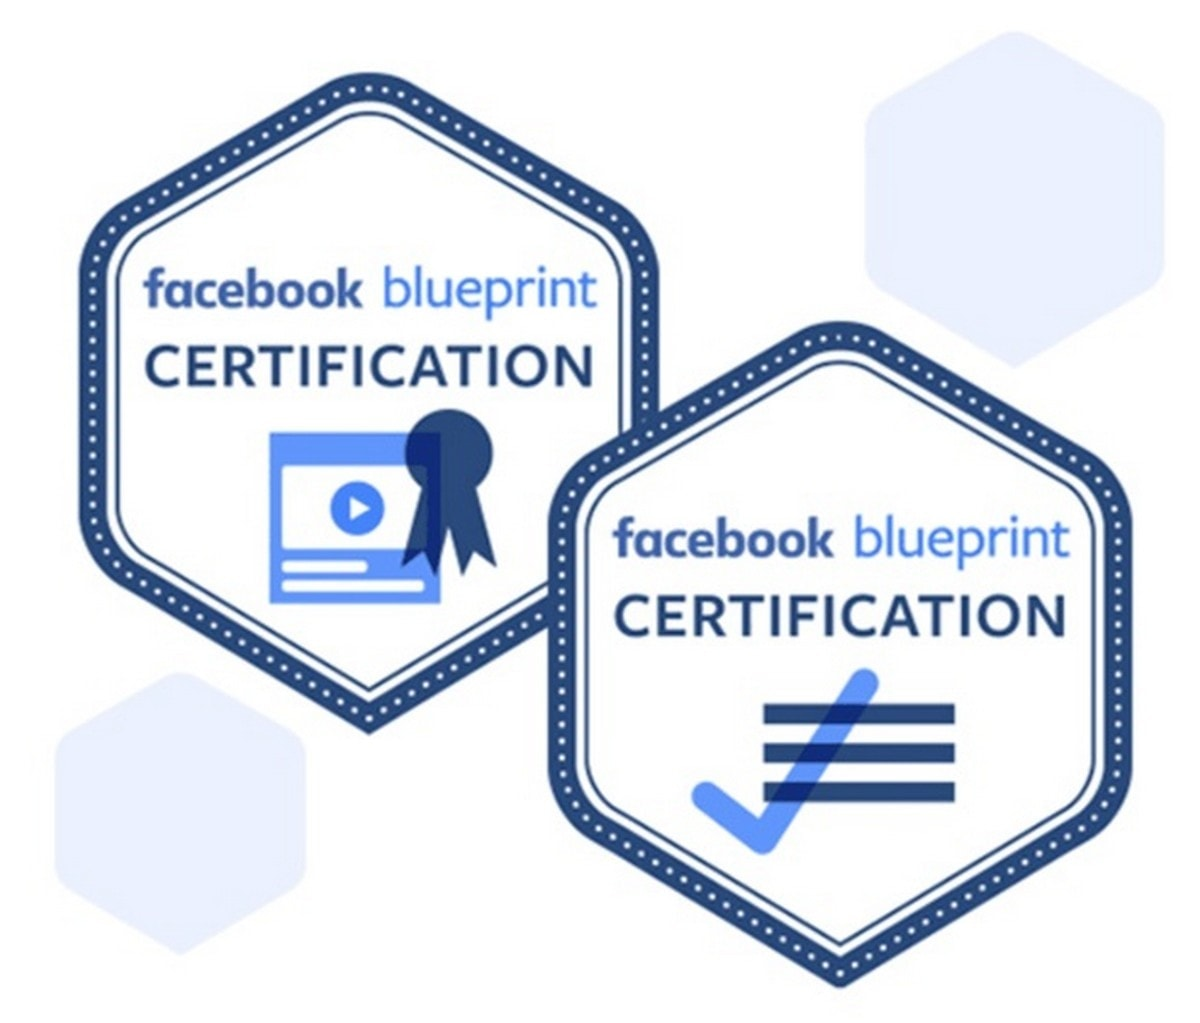 facebook blueprint
CERTIFICATION
facebook blueprint
CERTIFICATION